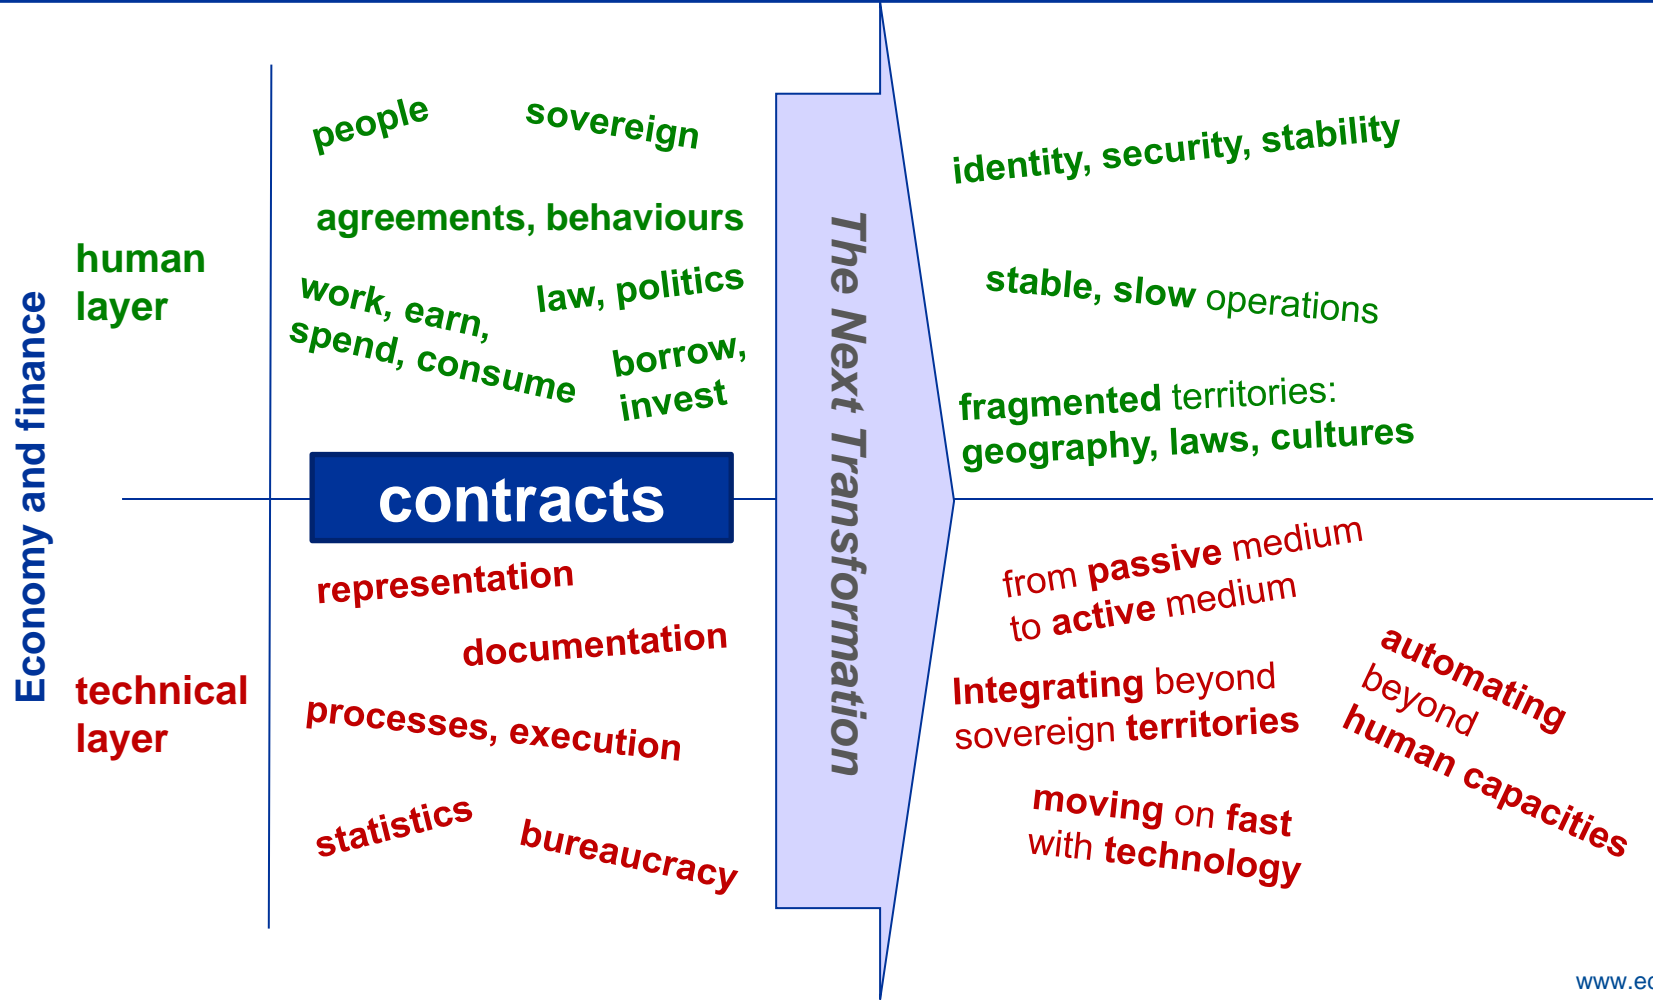 Economy and finance
human
layer
people
sovereign
agreements, behaviours
work, earn,
spend, consume
law, politics
borrow,
invest
contracts
technical
layer
representation
documentation
processes, execution
statistics
bureaucracy
The Next Transformation
identity, security, stability
stable, slow operations
fragmented territories:
geography, laws, cultures
from passive medium
to active medium
Integrating beyond
sovereign territories
automating
beyond
human capacities
moving on fast
with technology
www.ec